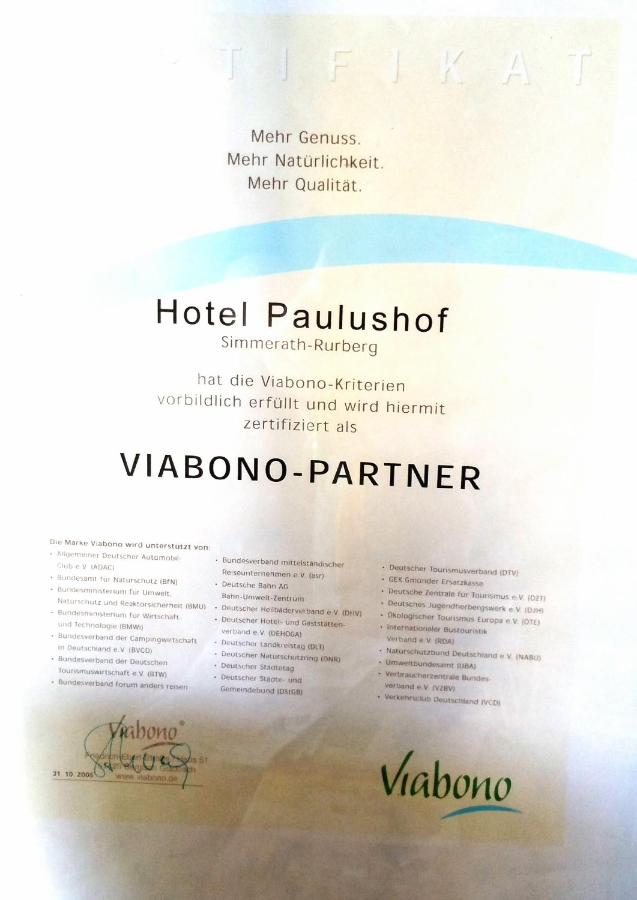 TIFIKAT
Mehr Genuss.
Mehr Natürlichkeit.
Mehr Qualität.
Hotel Paulushof
Simmerath-Rurberg
hat die Viabono-Kriterien
vorbildlich erfüllt und wird hiermit
zertifiziert als
VIABONO-PARTNER
Die Marke Viabono wird unterstützt von:
• Allgemeiner Deutscher Automobil-
Club e.V. (ADAC)
• Bundesamt für Naturschutz (BfN)
• Bundesministerium für Umwelt,
Naturschutz und Reaktorsicherheit (BMU)
• Bundesministerium für Wirtschaft
und Technologie (BMWi)
• Bundesverband der Campingwirtschaft
in Deutschland e.V. (BVCD)
• Bundesverband der Deutschen
Tourismuswirtschaft e.V. (BTW)
• Bundesverband forum anders reisen
• Bundesverband mittelständischer
Reiseunternehmen e.V. (asr)
• Deutsche Bahn AG
Bahn-Umwelt-Zentrum
• Deutscher Heilbäderverband e.V. (DHV)
• Deutscher Hotel- und Gaststätten-
verband e.V. (DEHOGA)
• Deutscher Landkreistag (DLT)
• Deutscher Naturschutzring (DNR)
• Deutscher Städtetag
• Deutscher Städte- und
Gemeindebund (DStGB)
• Deutscher Tourismusverband (DTV)
• GEK Gmünder Ersatzkasse
• Deutsche Zentrale für Tourismus e.V. (DZT)
• Deutsches Jugendherbergswerk e.V. (DJH)
• Ökologischer Tourismus Europa e.V. (ÖTE)
• Internationaler Bustouristik
Verband e.V. (RDA)
• Naturschutzbund Deutschland e.V. (NABU)
• Umweltbundesamt (UBA)
• Verbraucherzentrale Bundes-
verband e.V. (VZBV)
• Verkehrsclub Deutschland (VCD)
Viabono®
Friedrich-Ebert- 51
31. 10. 2006 www.viabono.de
Viabono